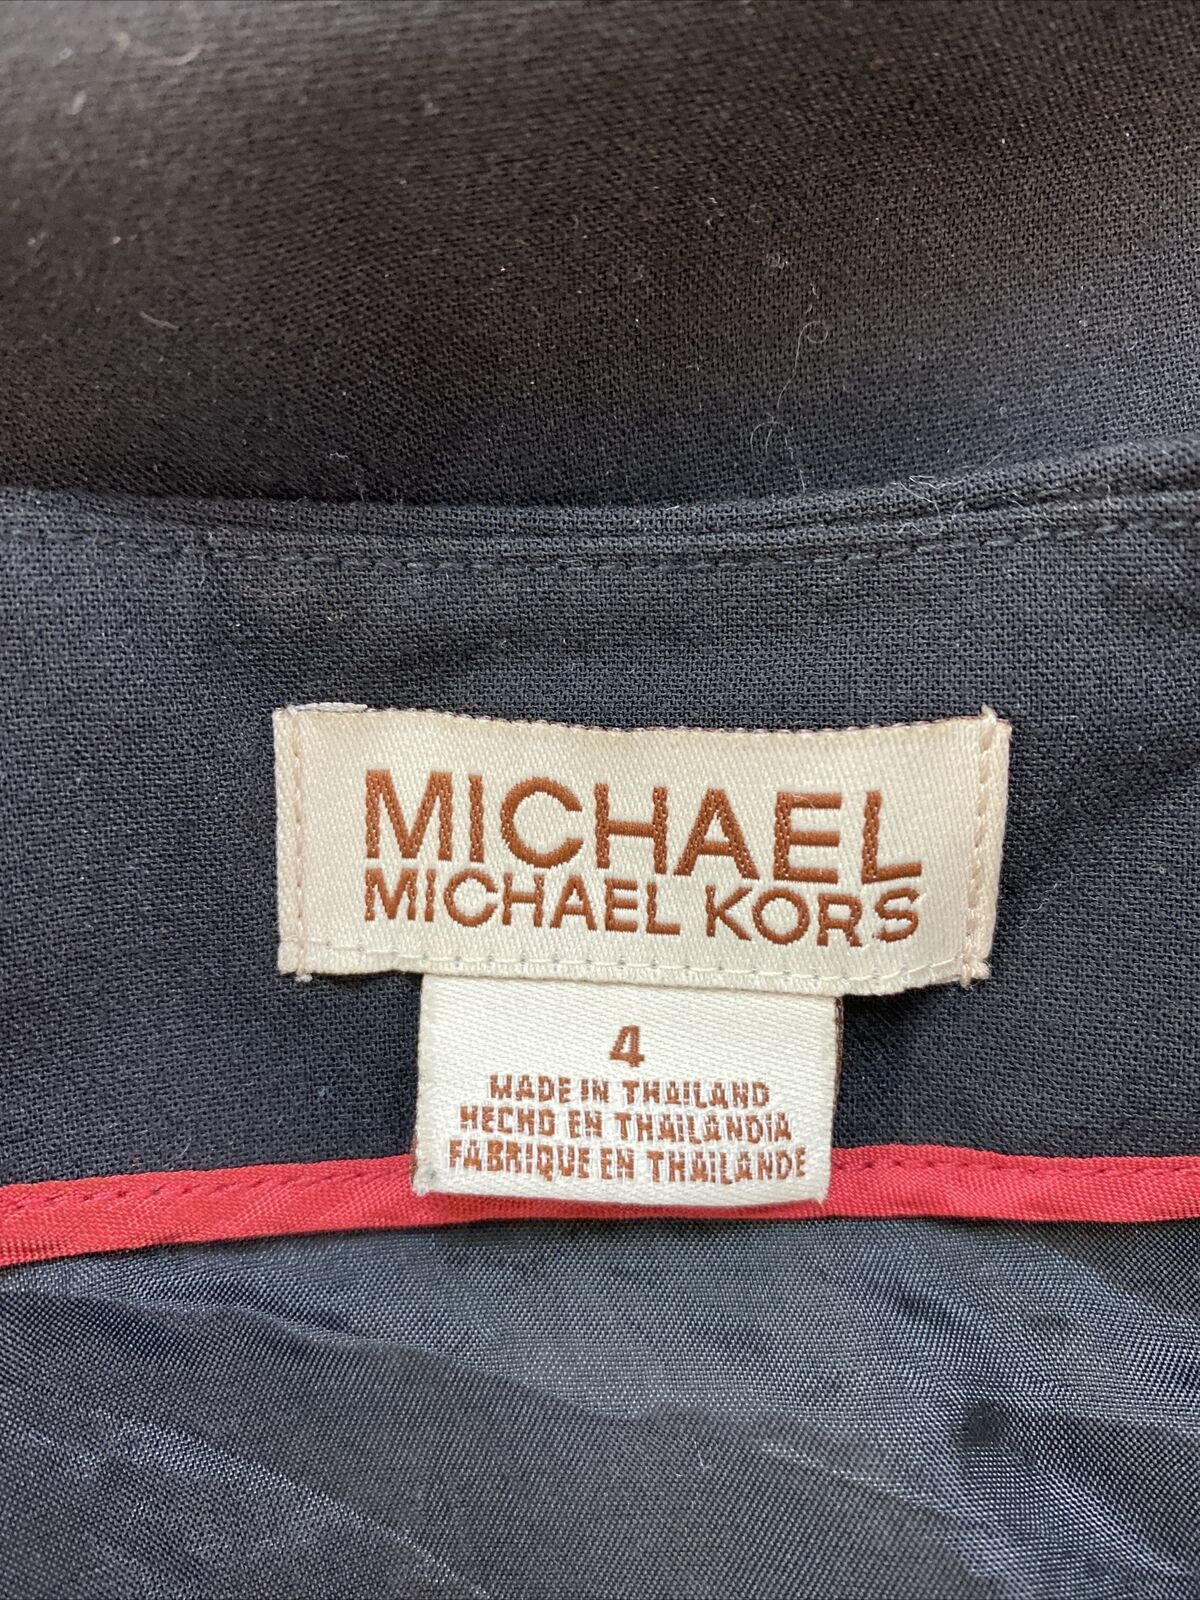 MICHAEL
MICHAEL KORS
4
MADE IN THAILAND
HECHO EN THAILANDIA
FABRIQUE EN THAILANDE